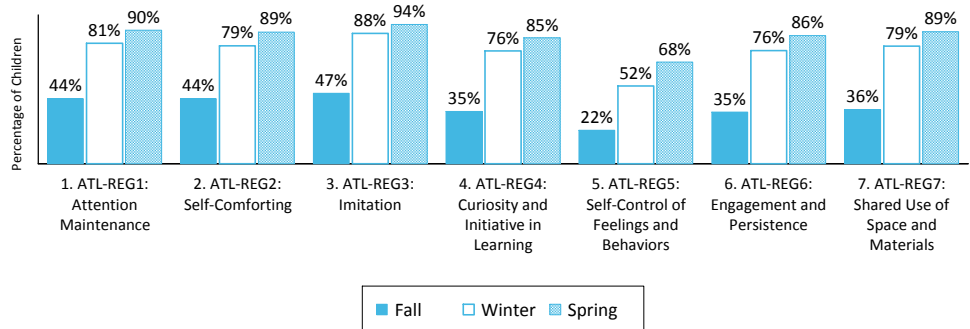 Percentage of Children
44% 81% 90%
44% 79% 89%
47% 88% 94%
35% 76% 85%
22% 52% 68%
35% 76% 86%
36% 79% 89%
1. ATL-REG1:
Attention
Maintenance
2. ATL-REG2:
Self-Comforting
3. ATL-REG3:
Imitation
4. ATL-REG4:
Curiosity and
Initiative in
Learning
5. ATL-REG5:
Self-Control of
Feelings and
Behaviors
6. ATL-REG6:
Engagement and
Persistence
7. ATL-REG7:
Shared Use of
Space and
Materials
Fall Winter Spring